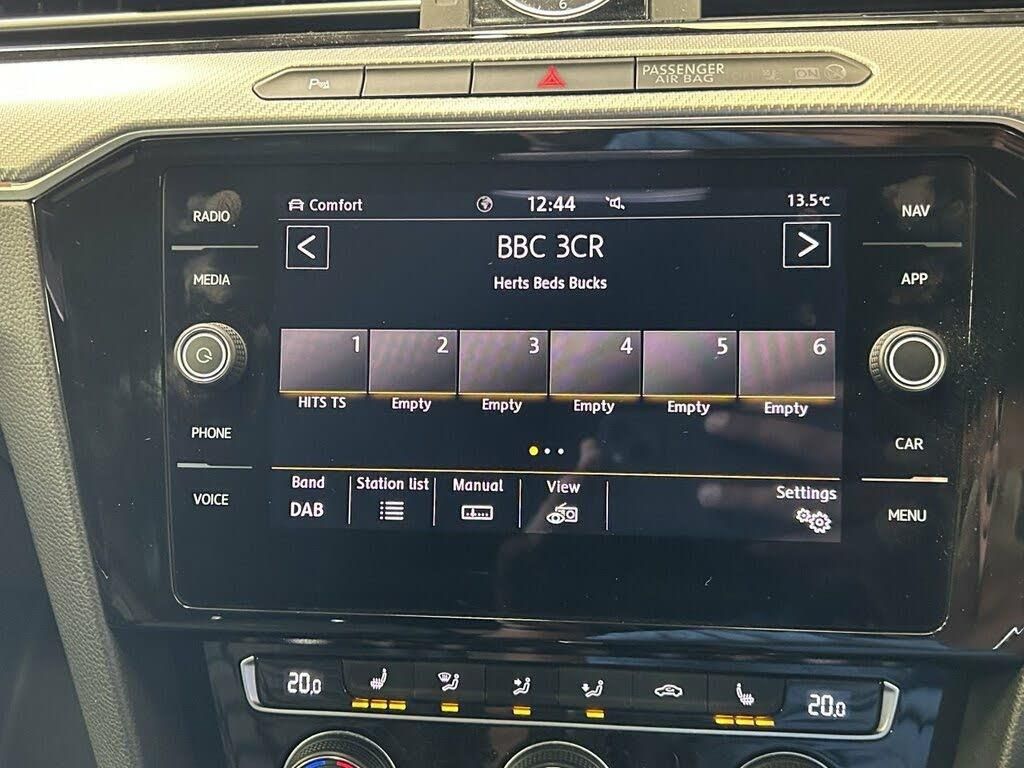 6
PASSENGER
AIR BAG
ON
RADIO
MEDIA
PHONE
VOICE
Comfort
12:44
13.5°C
<
BBC 3CR
>
Herts Beds Bucks
1 2 3 4 5 6
HITS TS Empty Empty Empty Empty Empty
Band
DAB
Station list
Manual
View
Settings
NAV
APP
CAR
MENU
20.0
20.0